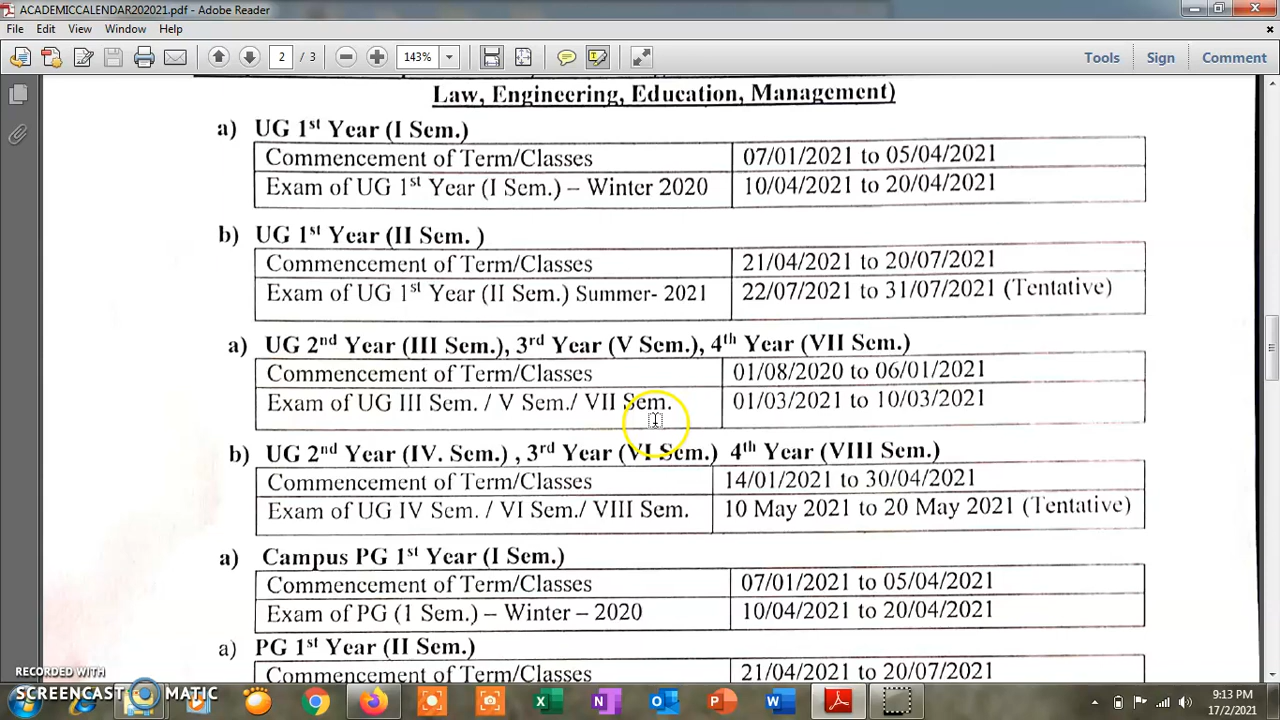 ACADEMICCALENDAR202021.pdf - Adobe Reader
File Edit View Window Help
2 / 3 143% Tools Sign Comment
Law, Engineering, Education, Management)
a) UG 1st Year (I Sem.)
Commencement of Term/Classes 07/01/2021 to 05/04/2021
Exam of UG 1st Year (I Sem.) – Winter 2020 10/04/2021 to 20/04/2021
b) UG 1st Year (II Sem. )
Commencement of Term/Classes 21/04/2021 to 20/07/2021
Exam of UG 1st Year (II Sem.) Summer- 2021 22/07/2021 to 31/07/2021 (Tentative)
a) UG 2nd Year (III Sem.), 3rd Year (V Sem.), 4th Year (VII Sem.)
Commencement of Term/Classes 01/08/2020 to 06/01/2021
Exam of UG III Sem. / V Sem./ VII Sem. 01/03/2021 to 10/03/2021
b) UG 2nd Year (IV. Sem.) , 3rd Year (VI Sem.) 4th Year (VIII Sem.)
Commencement of Term/Classes 14/01/2021 to 30/04/2021
Exam of UG IV Sem. / VI Sem./ VIII Sem. 10 May 2021 to 20 May 2021 (Tentative)
a) Campus PG 1st Year (I Sem.)
Commencement of Term/Classes 07/01/2021 to 05/04/2021
Exam of PG (1 Sem.) – Winter – 2020 10/04/2021 to 20/04/2021
a) PG 1st Year (II Sem.)
Commencement of Term/Classes 21/04/2021 to 20/07/2021
RECORDED WITH
SCREENCAST MATIC
9:13 PM
17/2/2021